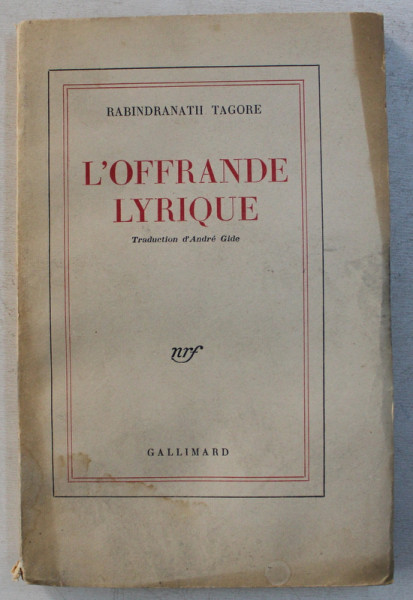 RABINDRANATH TAGORE
L'OFFRANDE
LYRIQUE
Traduction d'André Gide
nrf
GALLIMARD